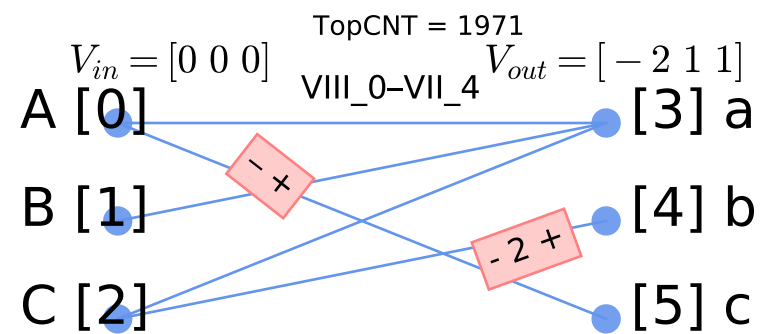 TopCNT = 1971
V_in = [0 0 0]
V_out = [ − 2 1 1]
VIII_0–VII_4
A [0]
[3] a
- +
B [1]
[4] b
- 2 +
C [2]
[5] c